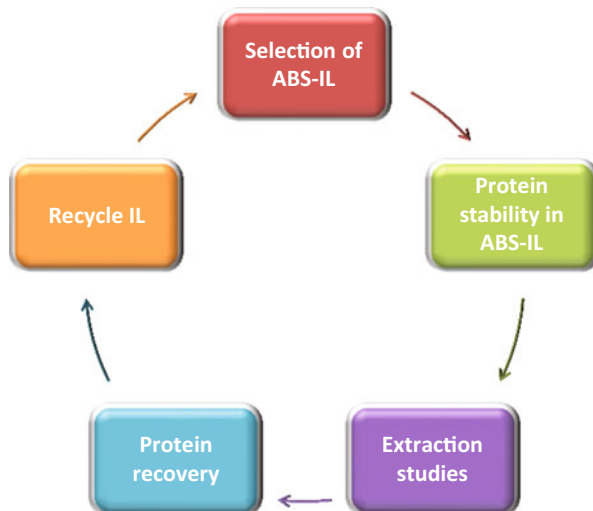 Selection of
ABS-IL
Protein
stability in
ABS-IL
Extraction
studies
Protein
recovery
Recycle IL